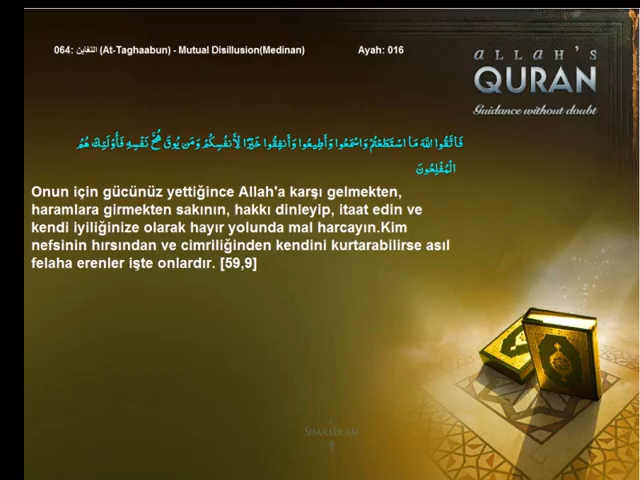 064: التغابن (At-Taghaabun) - Mutual Disillusion(Medinan) Ayah: 016
ALLAH'S
QURAN
Guidance without doubt
فَاتَّقُوا اللَّهَ مَا اسْتَطَعْتُمْ وَاسْمَعُوا وَأَطِيعُوا وَأَنفِقُوا خَيْرًا لِّأَنفُسِكُمْ وَمَن يُوقَ شُحَّ نَفْسِهِ فَأُوْلَئِكَ هُمُ
الْمُفْلِحُونَ
Onun için gücünüz yettiğince Allah'a karşı gelmekten,
haramlara girmekten sakının, hakkı dinleyip, itaat edin ve
kendi iyiliğinize olarak hayır yolunda mal harcayın.Kim
nefsinin hırsından ve cimriliğinden kendini kurtarabilirse asıl
felaha erenler işte onlardır. [59,9]
SHAREISLAM